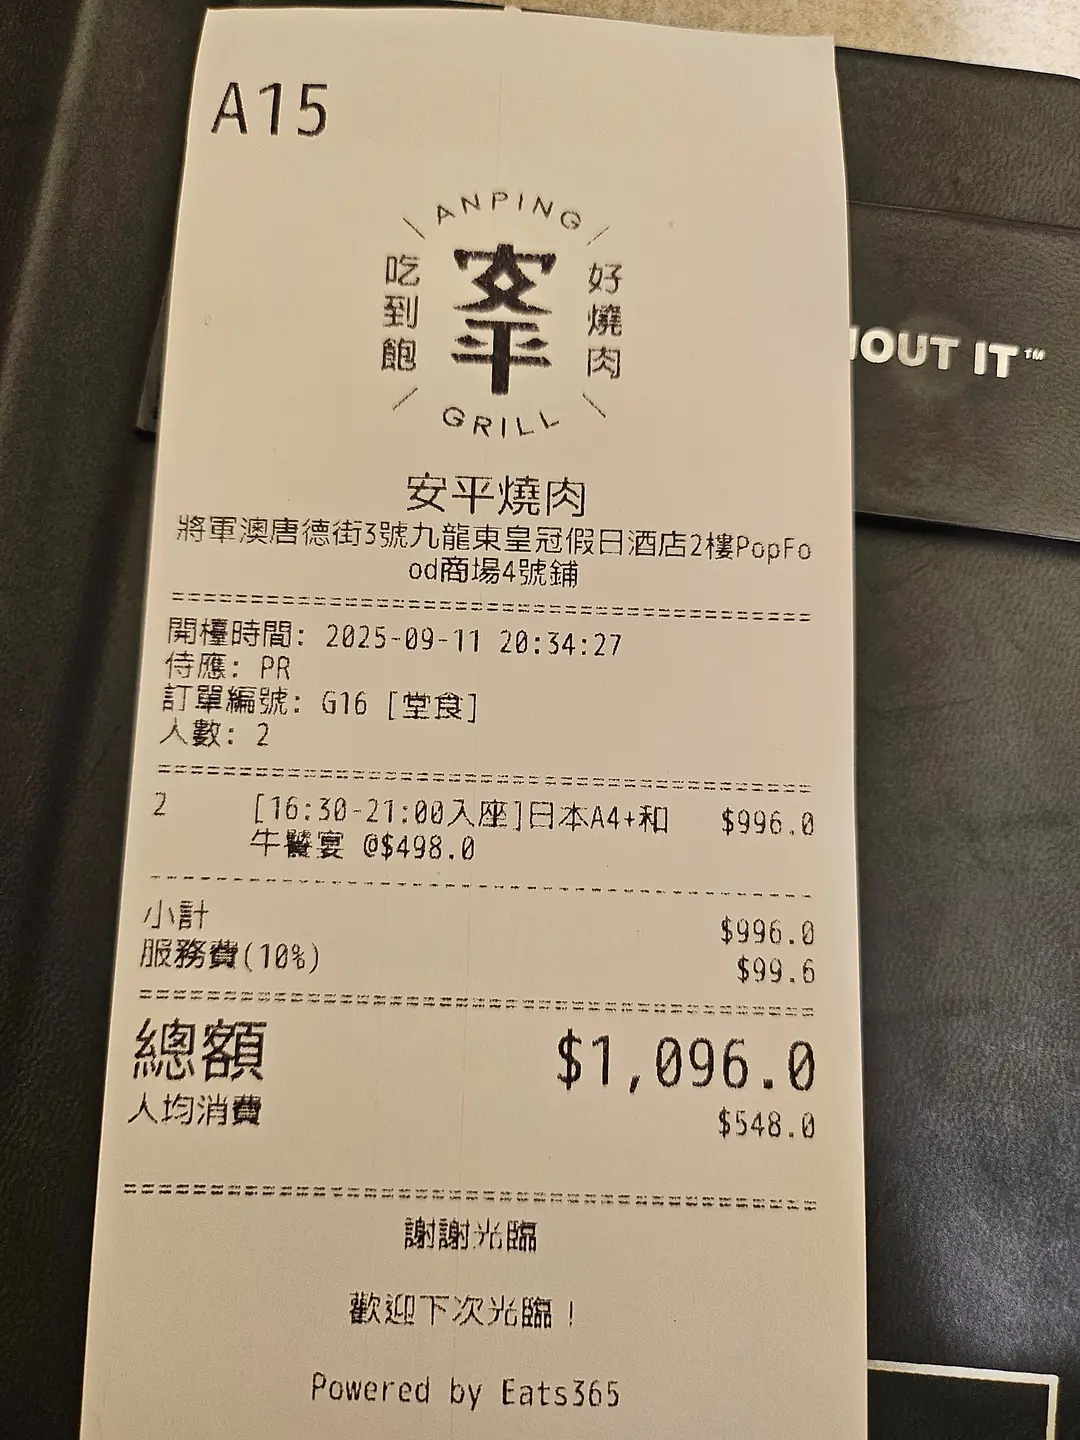 A15
ANPING
吃到飽
安平
好燒肉
GRILL
安平燒肉
將軍澳唐德街3號九龍東皇冠假日酒店2樓PopFo
od商場4號鋪
開檯時間: 2025-09-11 20:34:27
侍應: PR
訂單編號: G16 [堂食]
人數: 2
2 [16:30-21:00入座]日本A4+和 $996.0
牛饗宴 @$498.0
小計 $996.0
服務費(10%) $99.6
總額 $1,096.0
人均消費 $548.0
謝謝光臨
歡迎下次光臨!
Powered by Eats365
HOUT IT™